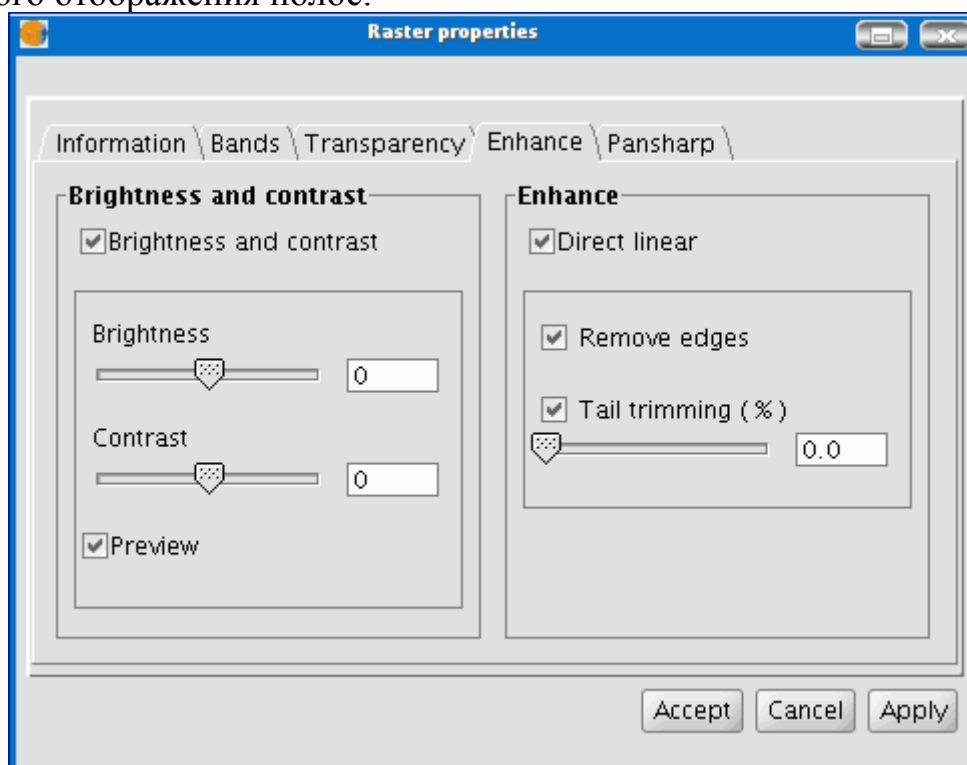 ого отображения полос.
Raster properties
Information Bands Transparency Enhance Pansharp
Brightness and contrast
Brightness and contrast
Brightness
0
Contrast
0
Preview
Enhance
Direct linear
Remove edges
Tail trimming ( % )
0.0
Accept Cancel Apply